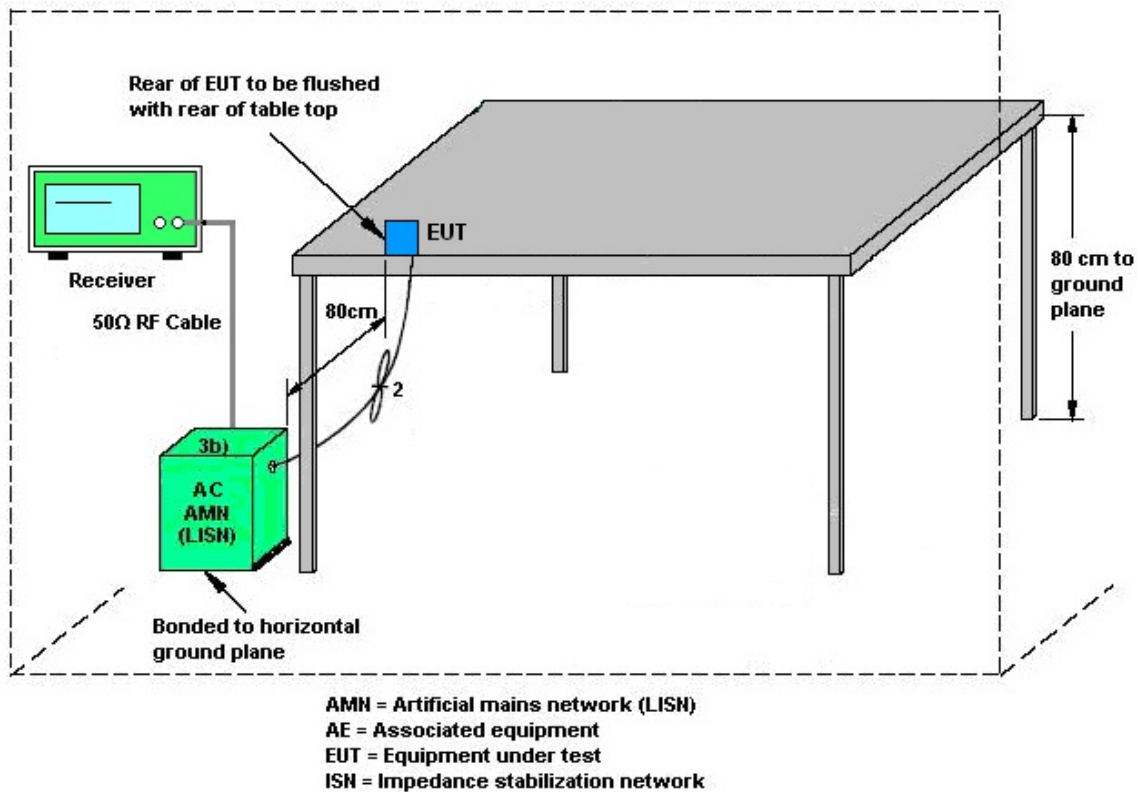 Rear of EUT to be flushed
with rear of table top
EUT
Receiver
50Ω RF Cable
80cm
80 cm to
ground
plane
2
3b)
AC
AMN
(LISN)
Bonded to horizontal
ground plane
AMN = Artificial mains network (LISN)
AE = Associated equipment
EUT = Equipment under test
ISN = Impedance stabilization network